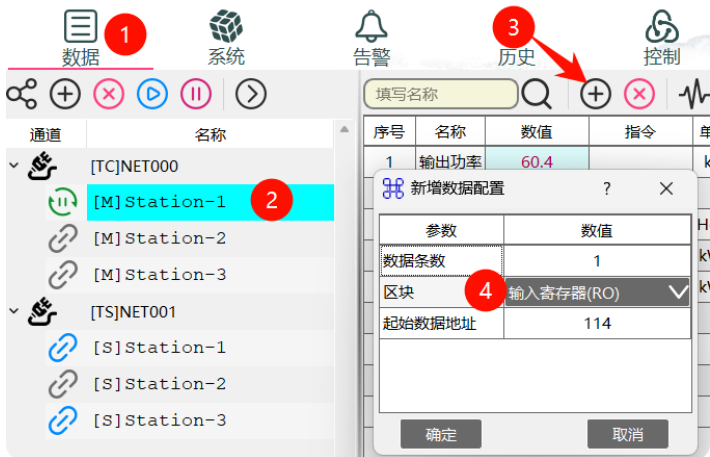 数据 1 系统 告警 3 历史 控制
填写名称
通道 名称
序号 名称 数值 指令
1 输出功率 60.4
[TC]NET000
[M]Station-1 2
[M]Station-2
[M]Station-3
[TS]NET001
[S]Station-1
[S]Station-2
[S]Station-3
新增数据配置 ?
参数 数值
数据条数 1
区块 4 输入寄存器(RO)
起始数据地址 114
确定 取消